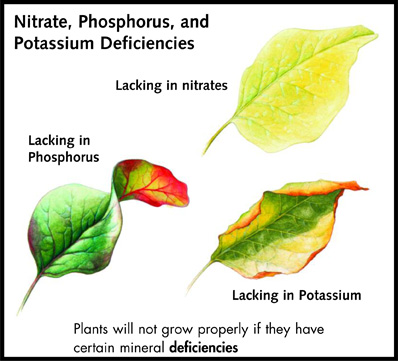 Nitrate, Phosphorus, and
Potassium Deficiencies
Lacking in nitrates
Lacking in
Phosphorus
Lacking in Potassium
Plants will not grow properly if they have
certain mineral deficiencies